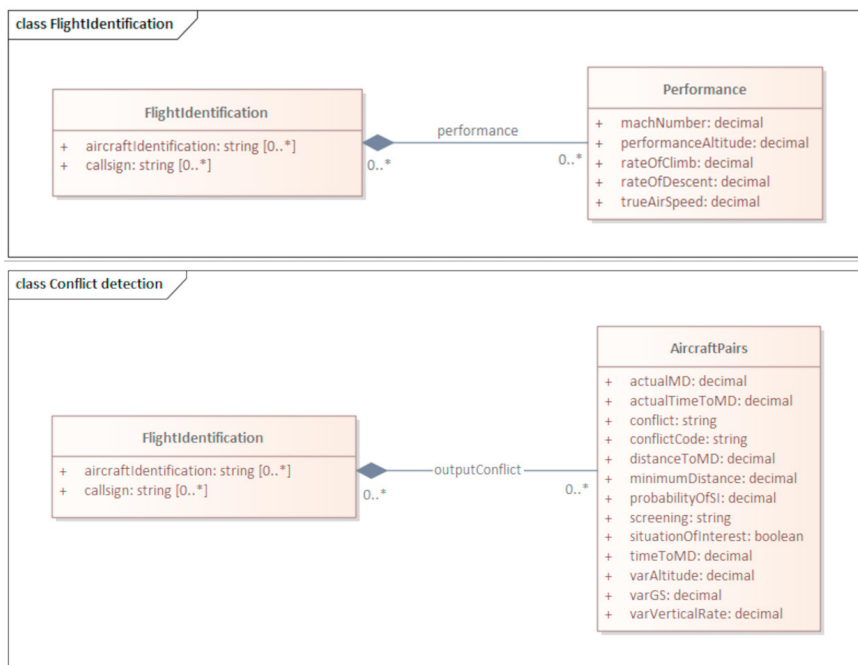 class FlightIdentification
FlightIdentification
+ aircraftIdentification: string [0..*]
+ callsign: string [0..*]
performance
0..*
0..*
Performance
+ machNumber: decimal
+ performanceAltitude: decimal
+ rateOfClimb: decimal
+ rateOfDescent: decimal
+ trueAirSpeed: decimal
class Conflict detection
FlightIdentification
+ aircraftIdentification: string [0..*]
+ callsign: string [0..*]
outputConflict
0..*
0..*
AircraftPairs
+ actualMD: decimal
+ actualTimeToMD: decimal
+ conflict: string
+ conflictCode: string
+ distanceToMD: decimal
+ minimumDistance: decimal
+ probabilityOfSI: decimal
+ screening: string
+ situationOfInterest: boolean
+ timeToMD: decimal
+ varAltitude: decimal
+ varGS: decimal
+ varVerticalRate: decimal